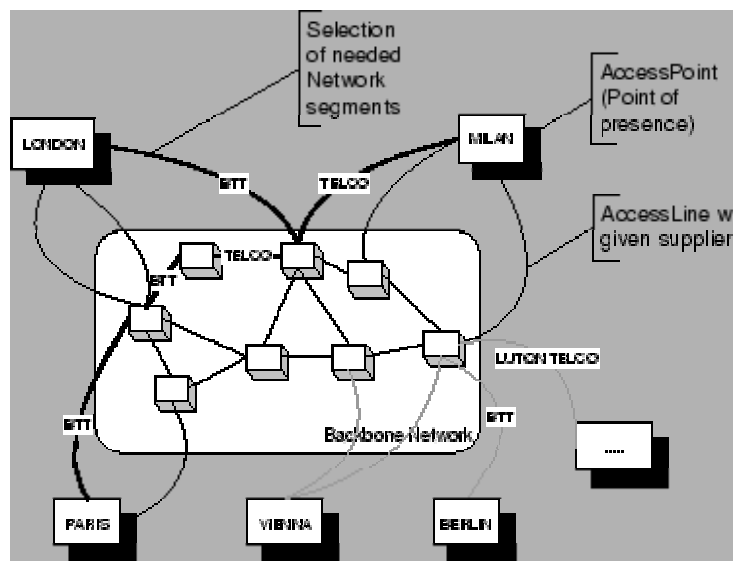 Selection
of needed
Network
segments
AccessPoint
(Point of
presence)
LONDON
MILAN
BTT
TELCO
AccessLine w
given supplier
TELCO
BTT
LUTON TELCO
BTT
BTT
Backbone Network
.....
PARIS
VIENNA
BERLIN